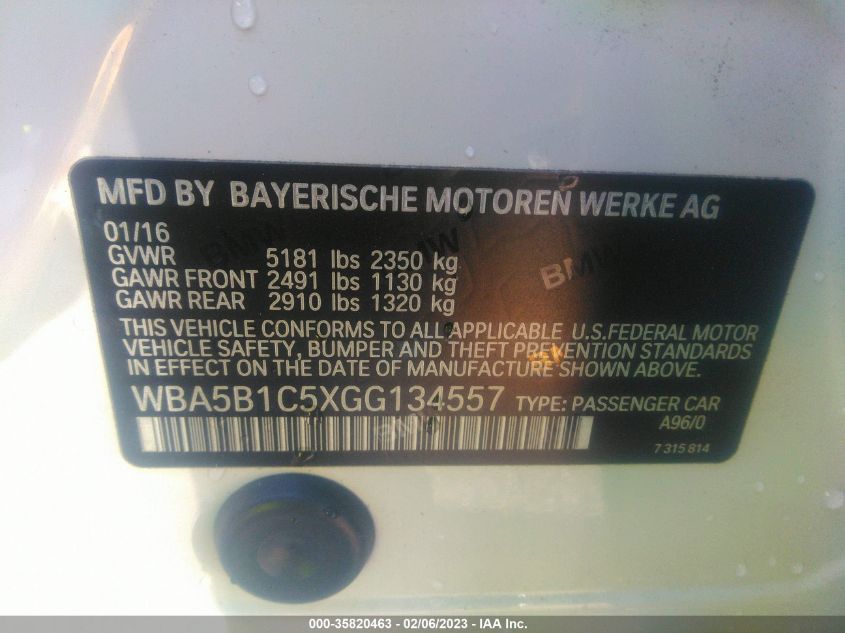 MFD BY BAYERISCHE MOTOREN WERKE AG
01/16
GVWR 5181 lbs 2350 kg
GAWR FRONT 2491 lbs 1130 kg
GAWR REAR 2910 lbs 1320 kg
THIS VEHICLE CONFORMS TO ALL APPLICABLE U.S.FEDERAL MOTOR
VEHICLE SAFETY, BUMPER AND THEFT PREVENTION STANDARDS
IN EFFECT ON THE DATE OF MANUFACTURE SHOWN ABOVE.
WBA5B1C5XGG134557 TYPE: PASSENGER CAR
A96/0
7 315 814
BMW
BMW
000-35820463 - 02/06/2023 - IAA Inc.